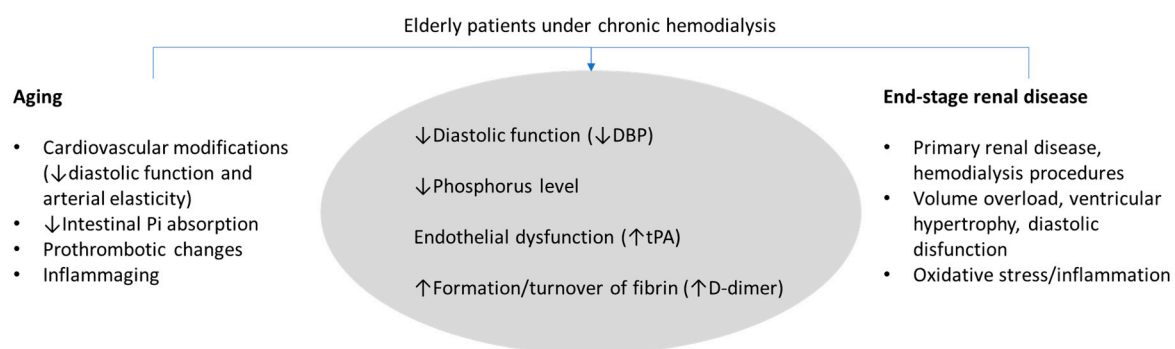 Elderly patients under chronic hemodialysis
Aging
• Cardiovascular modifications
(↓diastolic function and
arterial elasticity)
• ↓Intestinal Pi absorption
• Prothrombotic changes
• Inflammaging
↓Diastolic function (↓DBP)
↓Phosphorus level
Endothelial dysfunction (↑tPA)
↑Formation/turnover of fibrin (↑D-dimer)
End-stage renal disease
• Primary renal disease,
hemodialysis procedures
• Volume overload, ventricular
hypertrophy, diastolic
disfunction
• Oxidative stress/inflammation